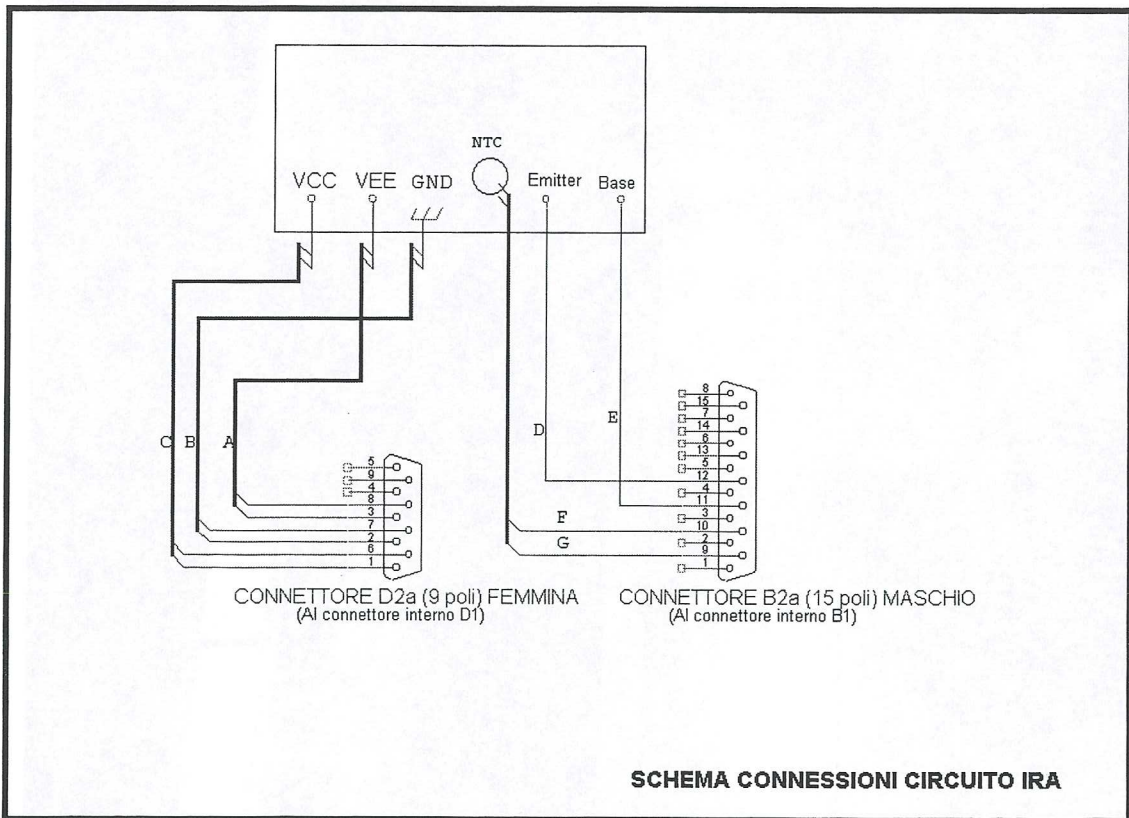 NTC
VCC VEE GND Emitter Base
C B A D E
5
9
4
8
3
7
2
6
1
8
15
7
14
6
13
5
12
4
11
3
10
2
9
1
F
G
CONNETTORE D2a (9 poli) FEMMINA
(Al connettore interno D1)
CONNETTORE B2a (15 poli) MASCHIO
(Al connettore interno B1)
SCHEMA CONNESSIONI CIRCUITO IRA